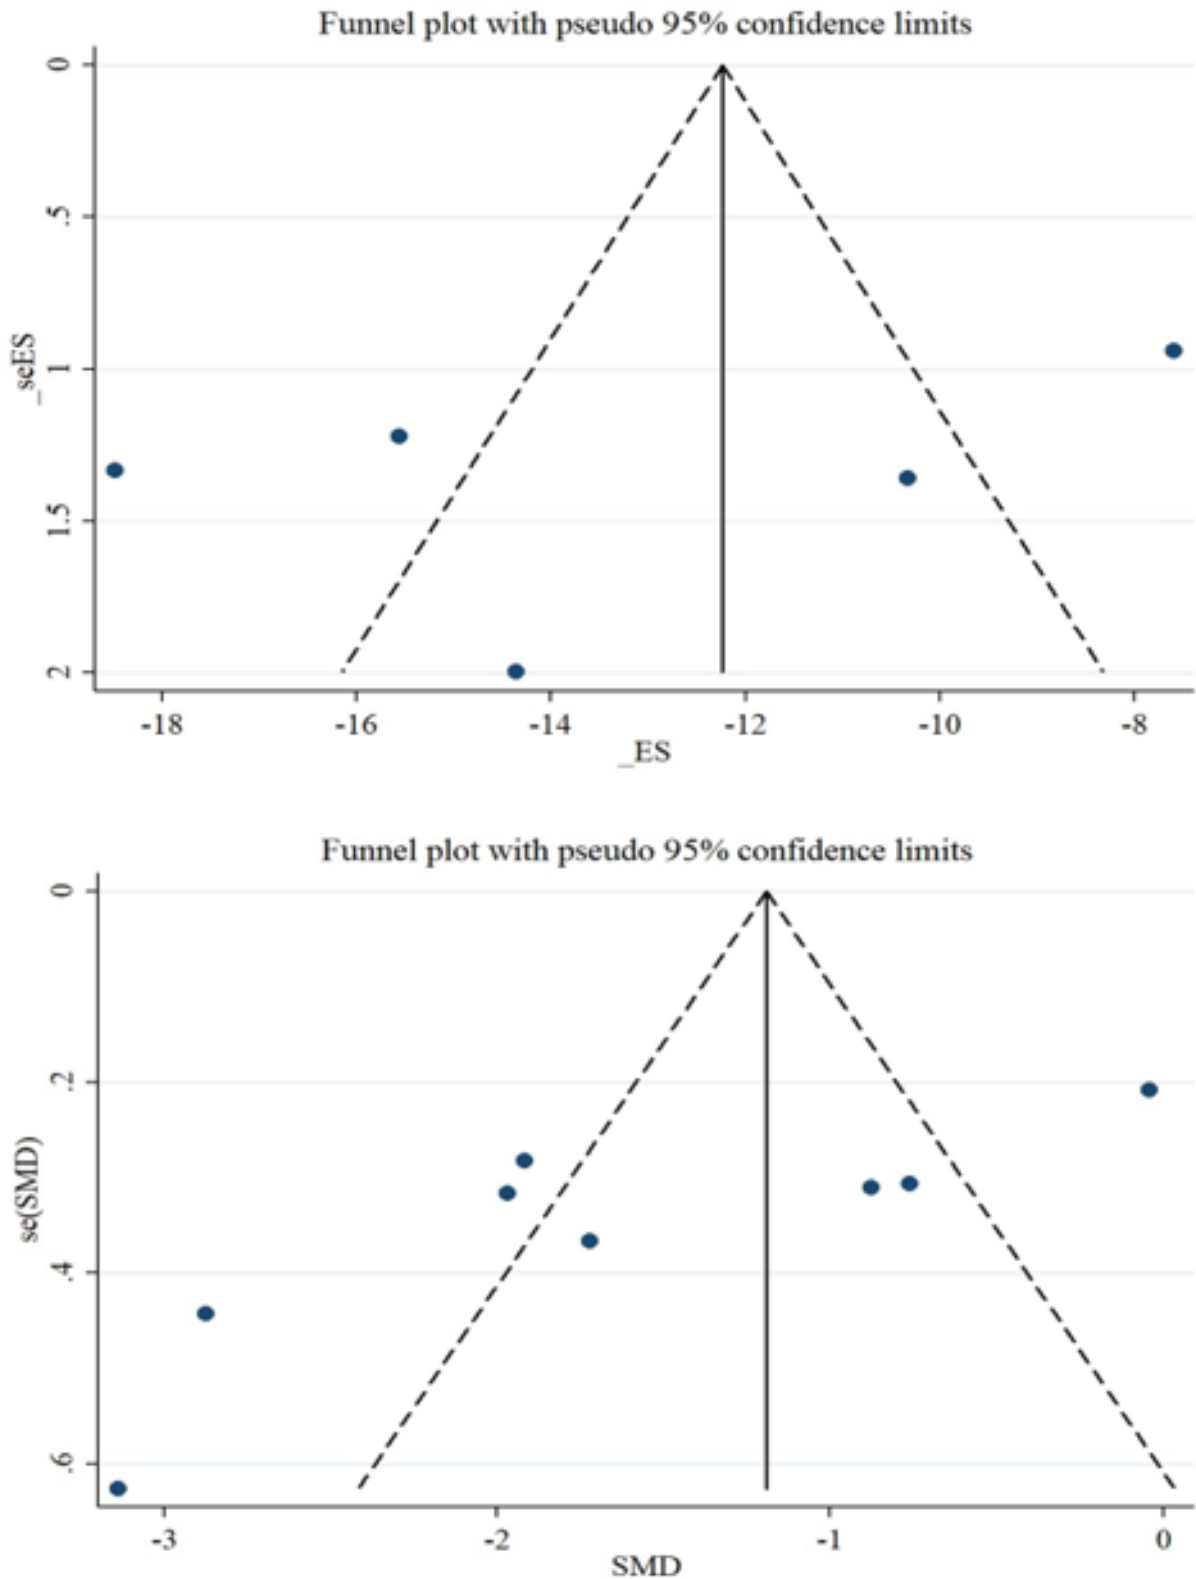 Funnel plot with pseudo 95% confidence limits
0
.5
1
1.5
2
_seES
-18 -16 -14 -12 -10 -8
_ES
Funnel plot with pseudo 95% confidence limits
0
.2
.4
.6
se(SMD)
-3 -2 -1 0
SMD